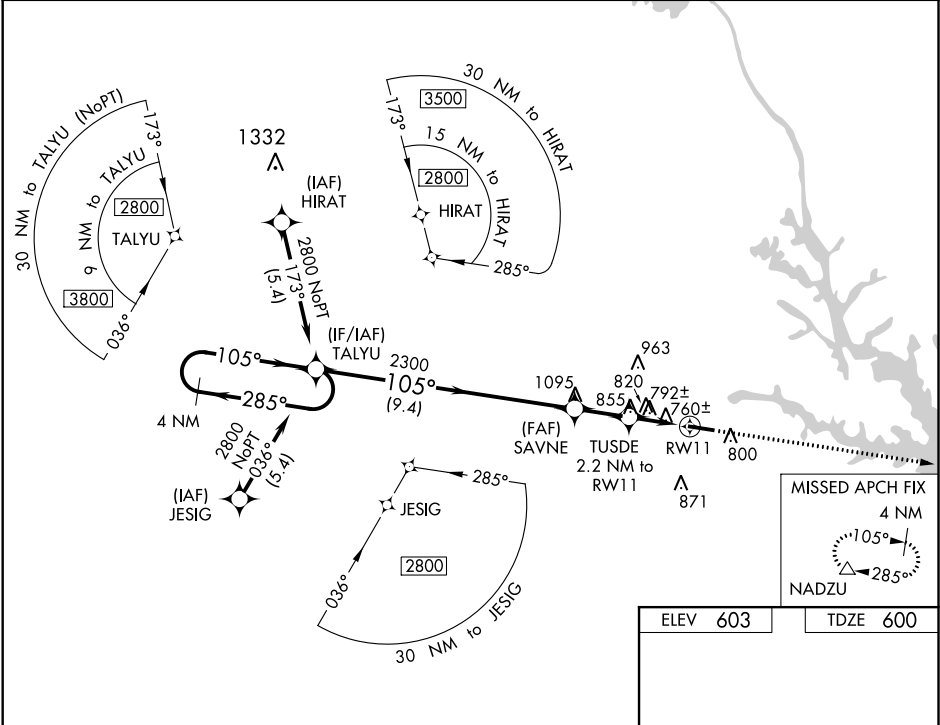 30 NM to TALYU (NoPT)
173°
6 NM to TALYU
2800
TALYU
3800
036°
1332
(IAF)
HIRAT
2800 NoPT
173°
(5.4)
30 NM to HIRAT
3500
173°
15 NM to HIRAT
2800
HIRAT
285°
(IF/IAF)
TALYU
105°
285°
4 NM
2300
105°
(9.4)
2800
NoPT
036°
(5.4)
(IAF)
JESIG
1095
(FAF)
SAVNE
963
820
855
792±
760±
TUSDE
2.2 NM to
RW11
RW11
800
871
285°
JESIG
2800
036°
30 NM to JESIG
MISSED APCH FIX
4 NM
105°
285°
NADZU
ELEV 603
TDZE 600